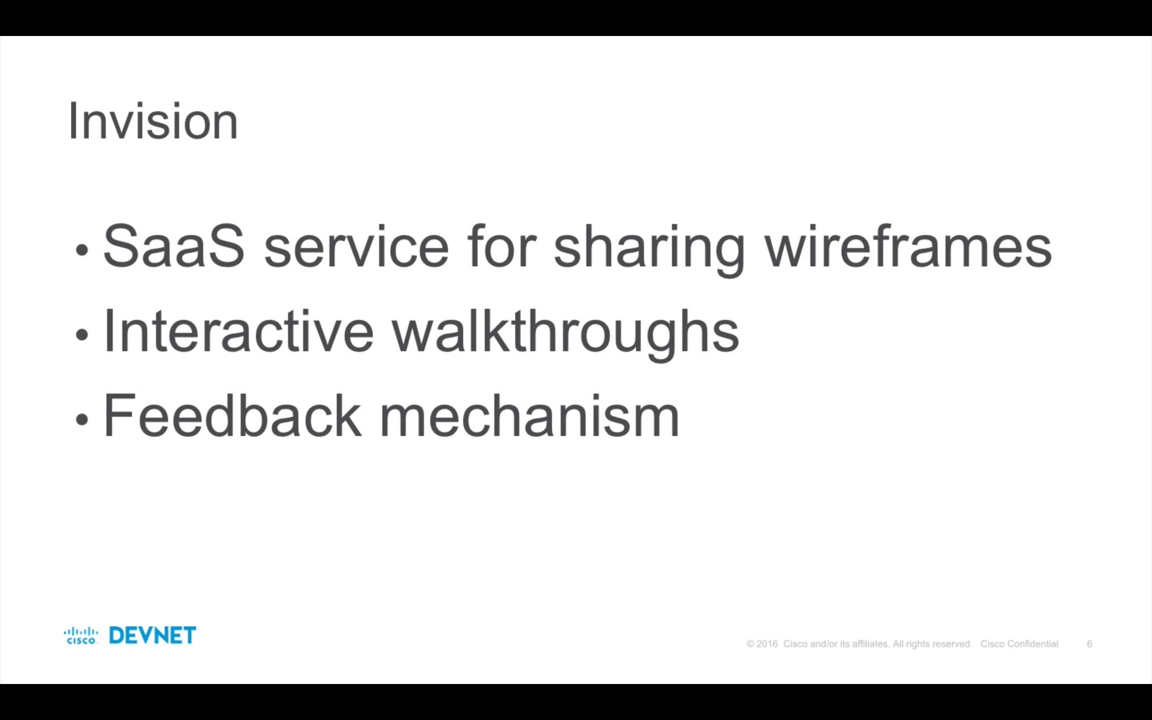 Invision
• SaaS service for sharing wireframes
• Interactive walkthroughs
• Feedback mechanism
CISCO DEVNET
© 2016 Cisco and/or its affiliates. All rights reserved. Cisco Confidential 6